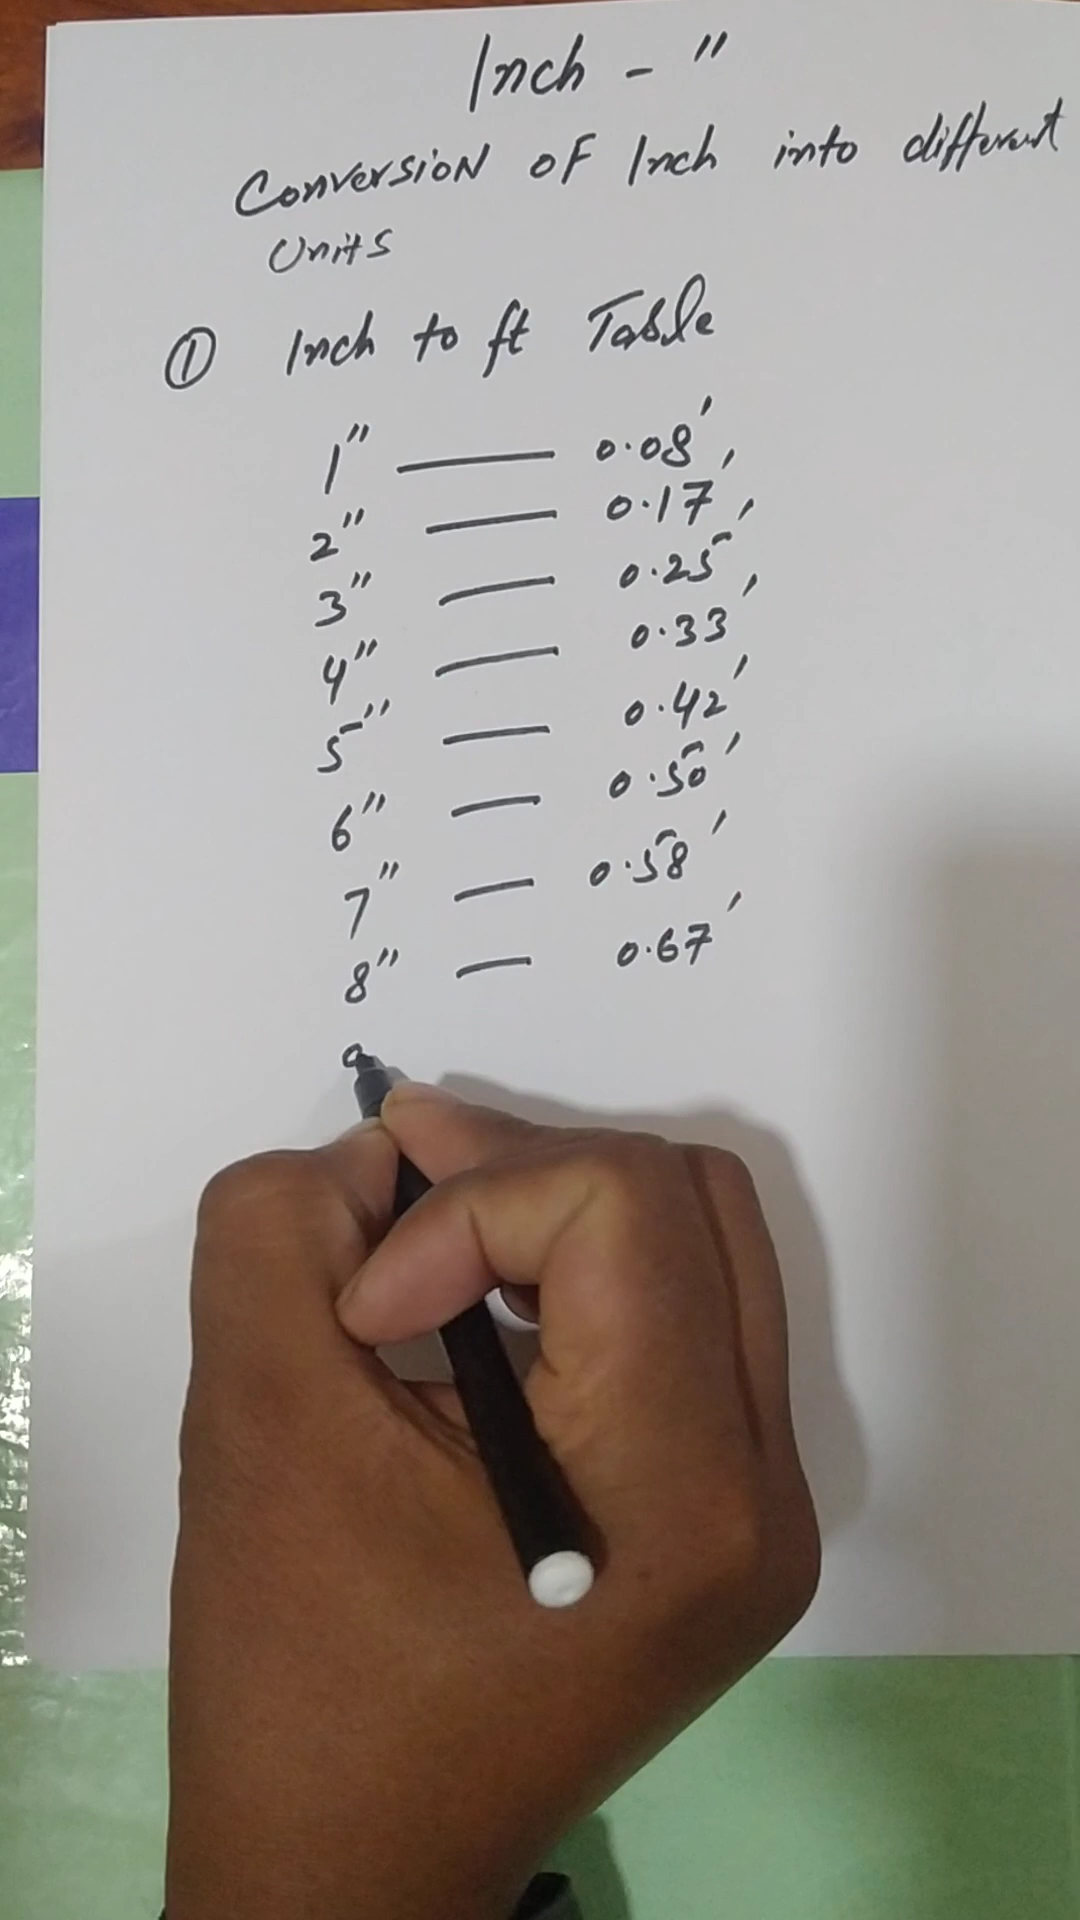 Inch - "
Conversion of Inch into different
Units
① Inch to ft Table
1" — 0.08'
2" — 0.17'
3" — 0.25'
4" — 0.33'
5" — 0.42'
6" — 0.50'
7" — 0.58'
8" — 0.67'